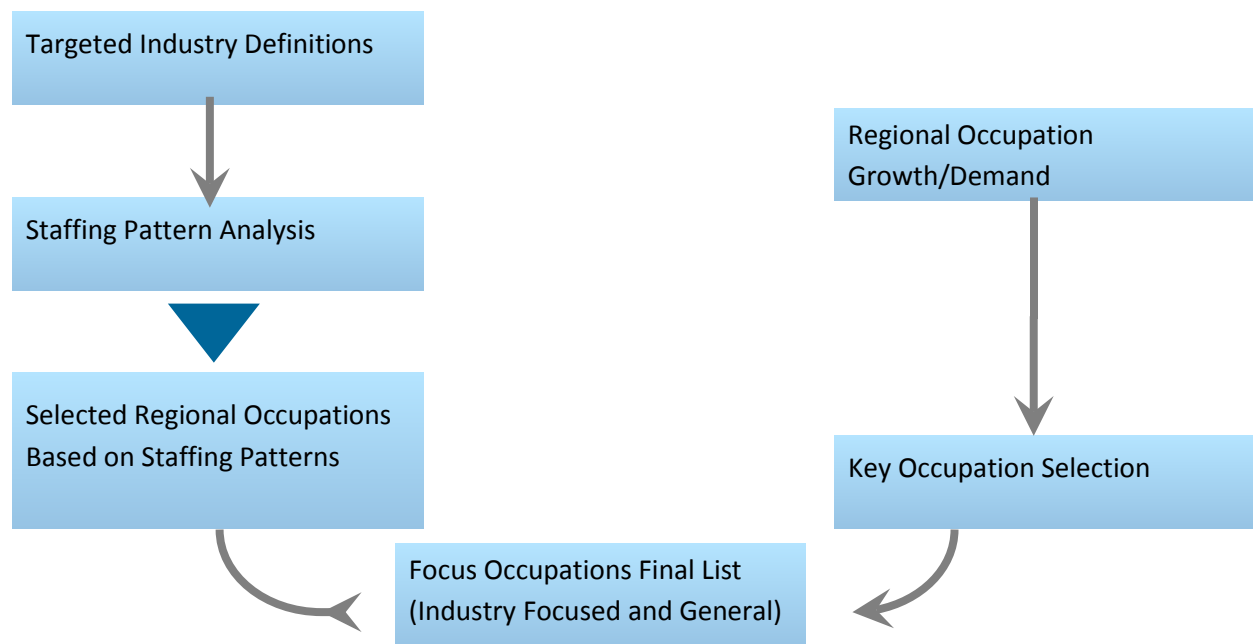 Targeted Industry Definitions
Staffing Pattern Analysis
Selected Regional Occupations
Based on Staffing Patterns
Regional Occupation
Growth/Demand
Key Occupation Selection
Focus Occupations Final List
(Industry Focused and General)